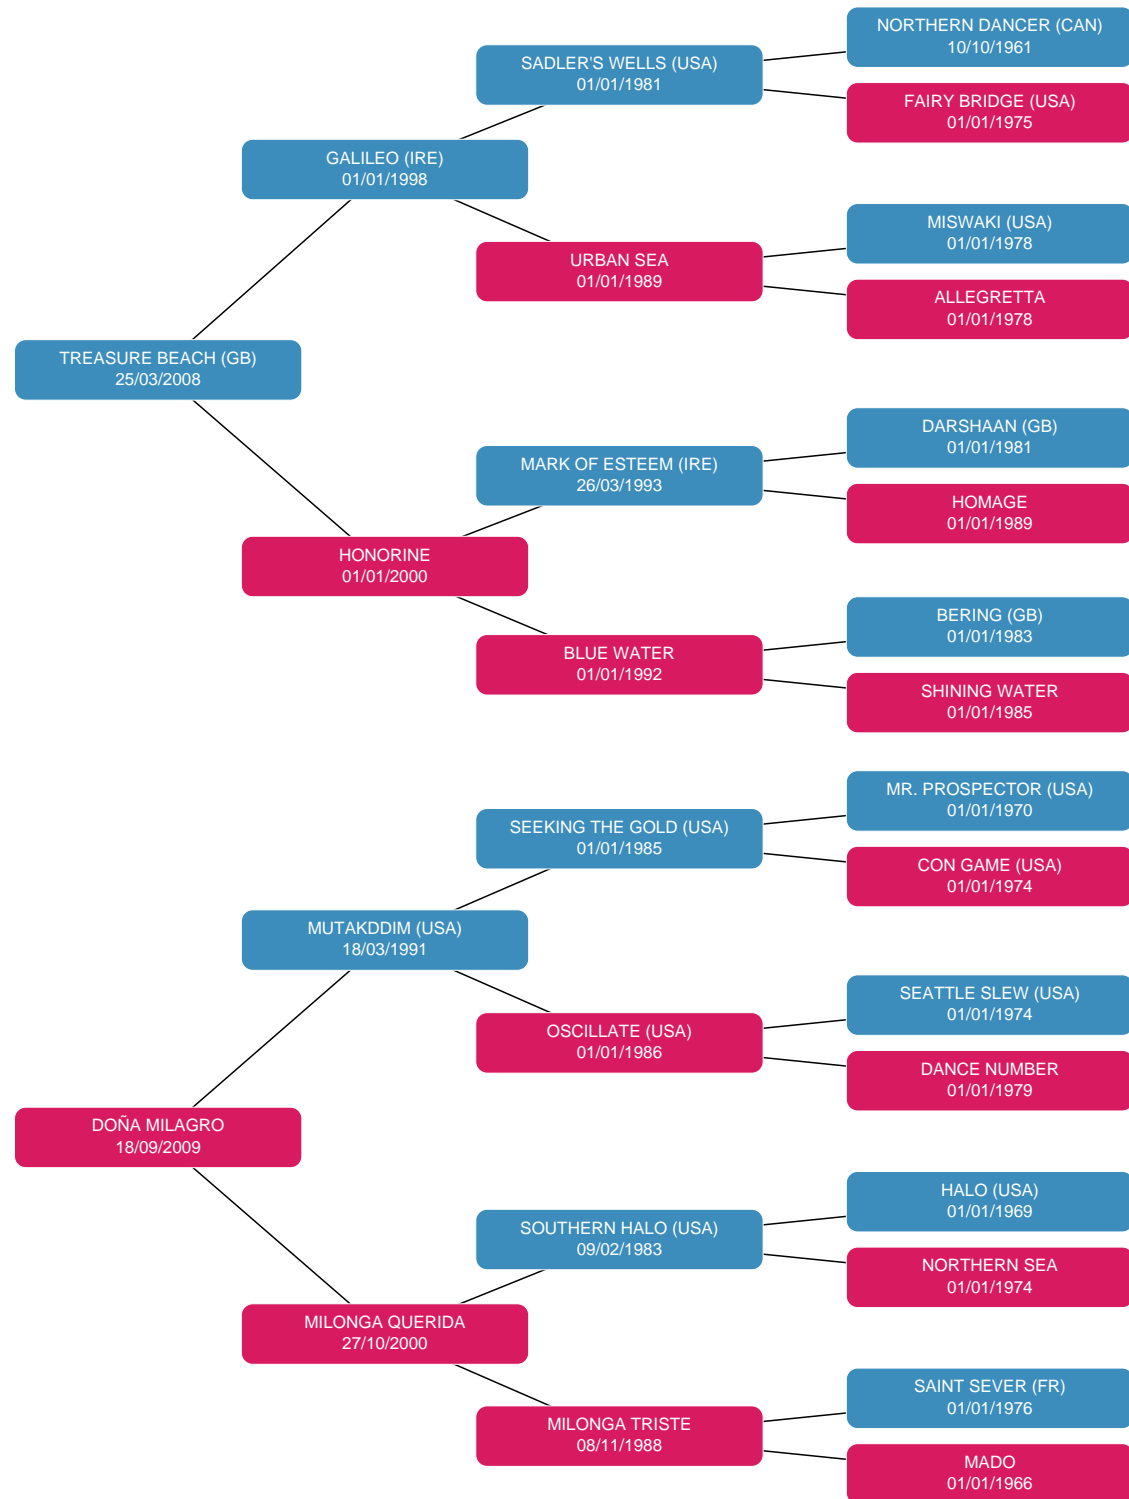 NORTHERN DANCER (CAN)
10/10/1961
SADLER'S WELLS (USA)
01/01/1981
FAIRY BRIDGE (USA)
01/01/1975
GALILEO (IRE)
01/01/1998
MISWAKI (USA)
01/01/1978
URBAN SEA
01/01/1989
ALLEGRETTA
01/01/1978
TREASURE BEACH (GB)
25/03/2008
DARSHAAN (GB)
01/01/1981
MARK OF ESTEEM (IRE)
26/03/1993
HOMAGE
01/01/1989
HONORINE
01/01/2000
BERING (GB)
01/01/1983
BLUE WATER
01/01/1992
SHINING WATER
01/01/1985
MR. PROSPECTOR (USA)
01/01/1970
SEEKING THE GOLD (USA)
01/01/1985
CON GAME (USA)
01/01/1974
MUTAKDDIM (USA)
18/03/1991
SEATTLE SLEW (USA)
01/01/1974
OSCILLATE (USA)
01/01/1986
DANCE NUMBER
01/01/1979
DOÑA MILAGRO
18/09/2009
HALO (USA)
01/01/1969
SOUTHERN HALO (USA)
09/02/1983
NORTHERN SEA
01/01/1974
MILONGA QUERIDA
27/10/2000
SAINT SEVER (FR)
01/01/1976
MILONGA TRISTE
08/11/1988
MADO
01/01/1966